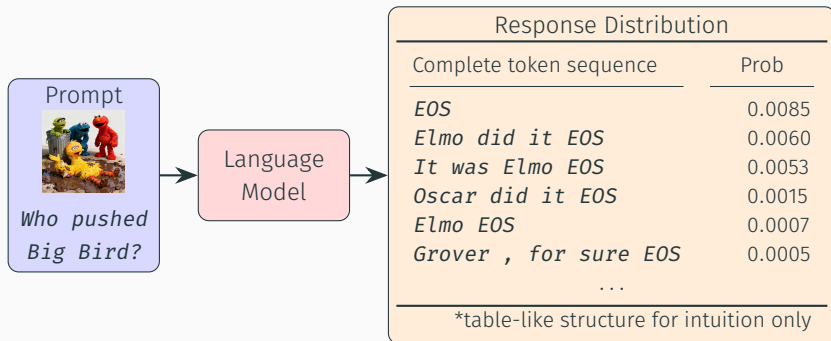 Prompt
Who pushed
Big Bird?
Language
Model
Response Distribution
Complete token sequence Prob
EOS 0.0085
Elmo did it EOS 0.0060
It was Elmo EOS 0.0053
Oscar did it EOS 0.0015
Elmo EOS 0.0007
Grover , for sure EOS 0.0005
...
*table-like structure for intuition only